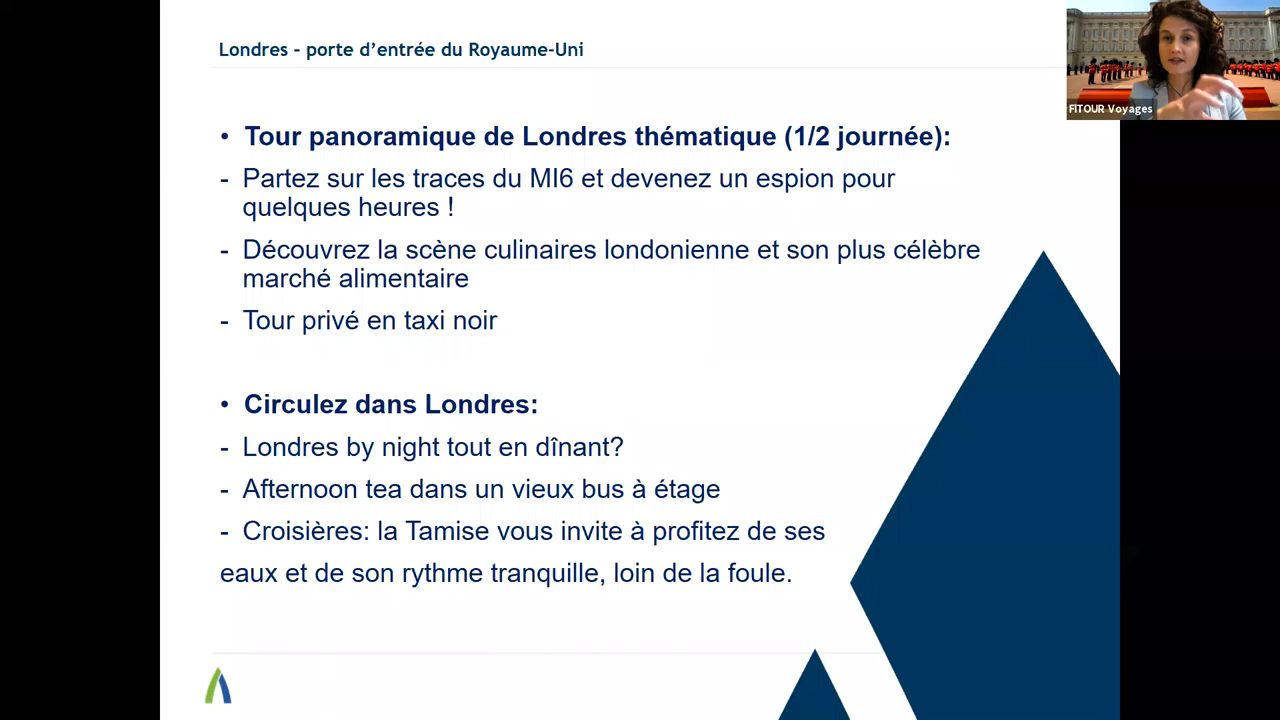 Londres - porte d'entrée du Royaume-Uni
FITOUR Voyages
• Tour panoramique de Londres thématique (1/2 journée):
- Partez sur les traces du MI6 et devenez un espion pour
quelques heures !
- Découvrez la scène culinaires londonienne et son plus célèbre
marché alimentaire
- Tour privé en taxi noir
• Circulez dans Londres:
- Londres by night tout en dînant?
- Afternoon tea dans un vieux bus à étage
- Croisières: la Tamise vous invite à profitez de ses
eaux et de son rythme tranquille, loin de la foule.